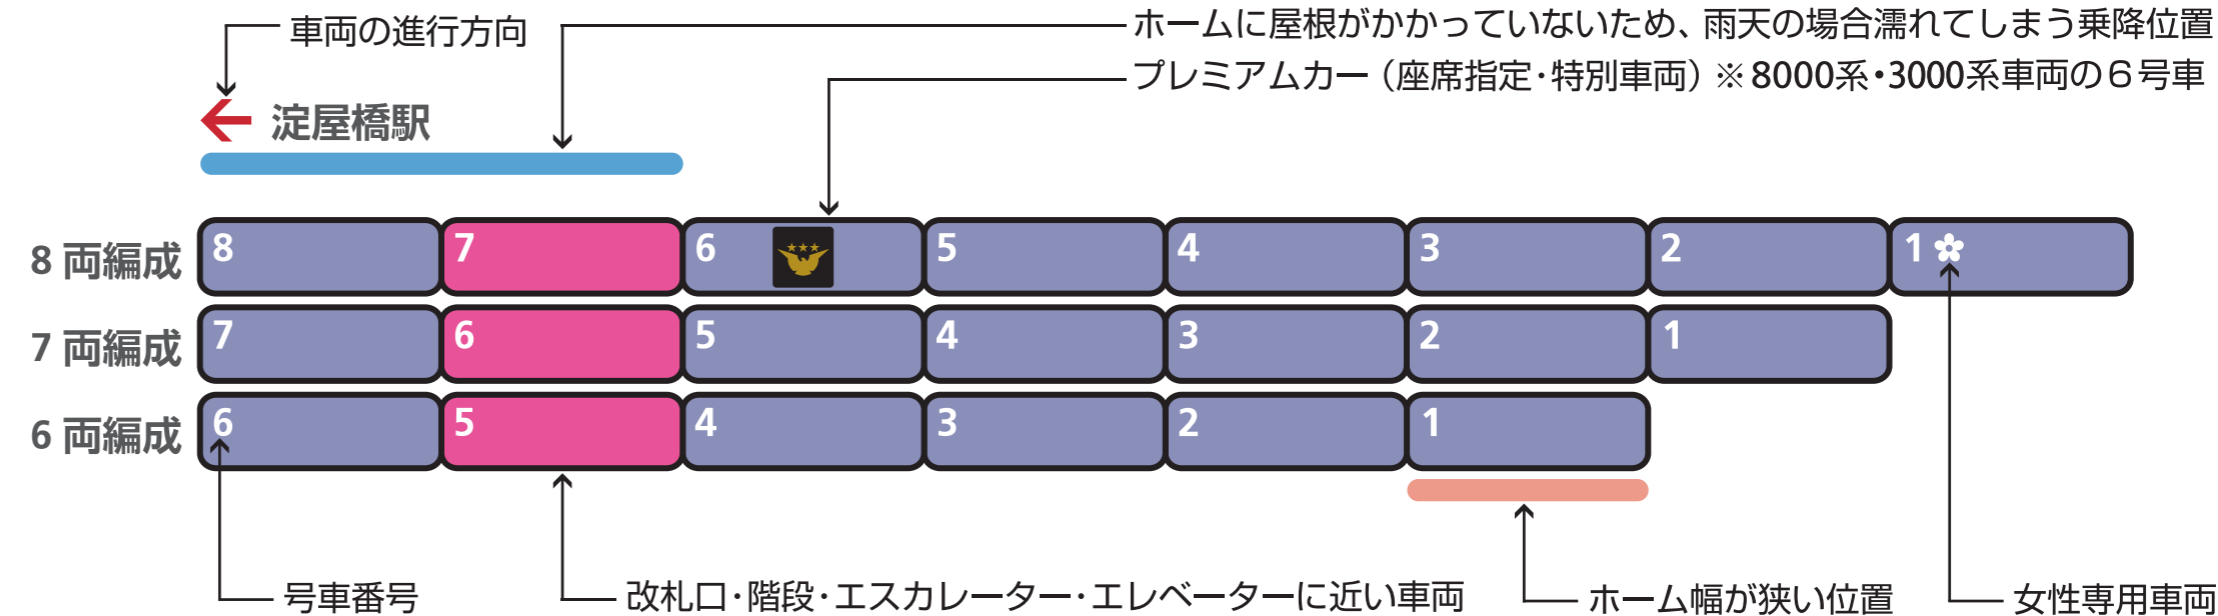 車両の進行方向
ホームに屋根がかかっていないため、雨天の場合濡れてしまう乗降位置
プレミアムカー（座席指定・特別車両）※8000系・3000系車両の6号車
淀屋橋駅
8両編成 8 7 6 5 4 3 2 1
7両編成 7 6 5 4 3 2 1
6両編成 6 5 4 3 2 1
号車番号
改札口・階段・エスカレーター・エレベーターに近い車両
ホーム幅が狭い位置
女性専用車両